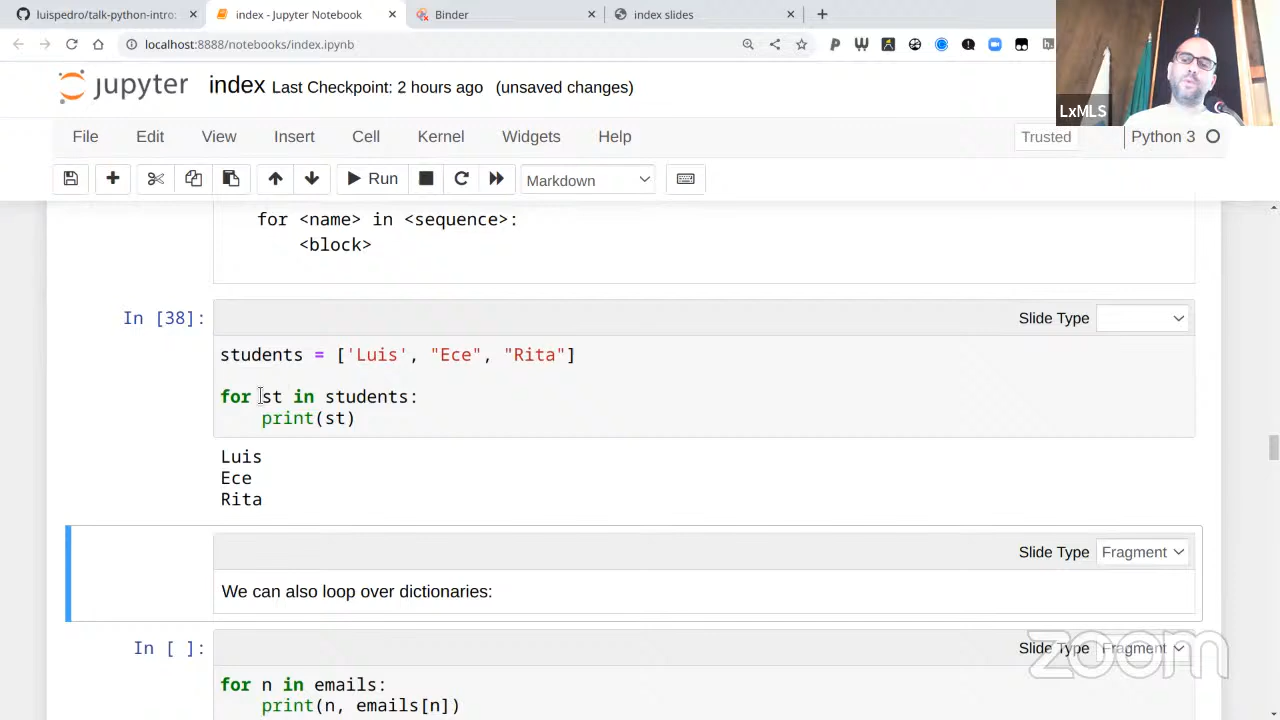 luispedro/talk-python-intro:
index - Jupyter Notebook
Binder
index slides
localhost:8888/notebooks/index.ipynb
jupyter index Last Checkpoint: 2 hours ago (unsaved changes)
LxMLS
File Edit View Insert Cell Kernel Widgets Help Trusted Python 3
Run Markdown
for <name> in <sequence>:
<block>
In [38]: Slide Type
students = ['Luis', "Ece", "Rita"]
for st in students:
print(st)
Luis
Ece
Rita
Slide Type Fragment
We can also loop over dictionaries:
In [ ]: Slide Type Fragment
for n in emails:
print(n, emails[n])
zoom